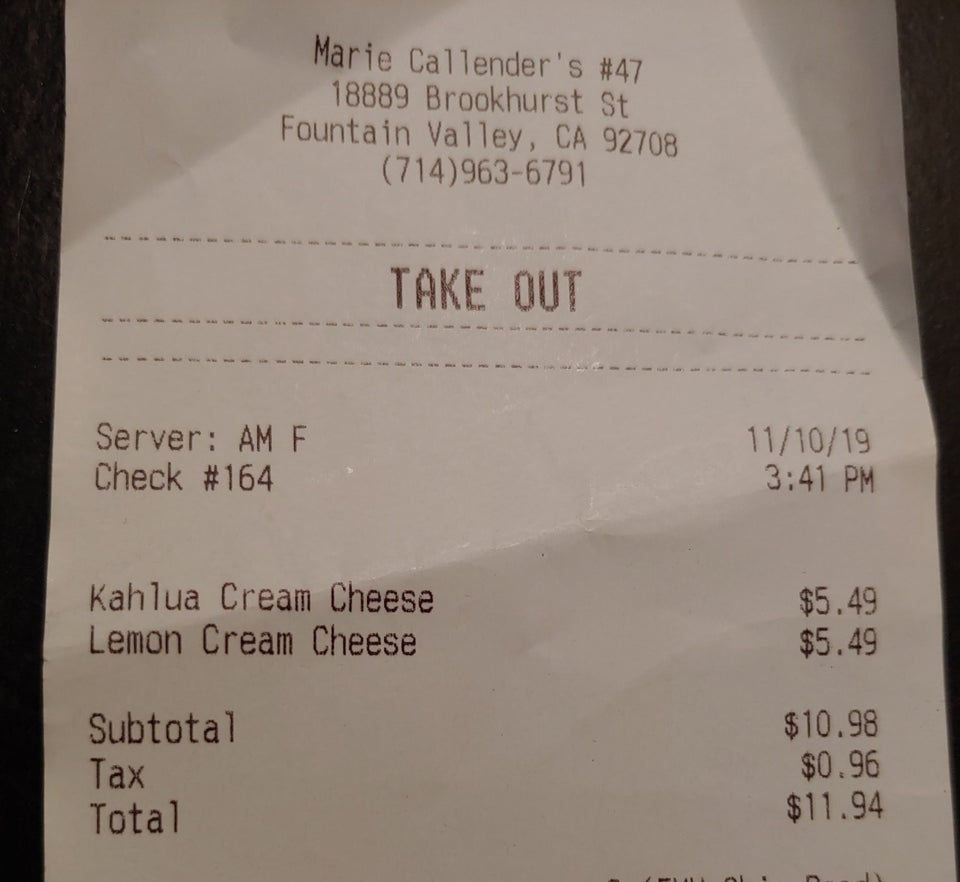 Marie Callender's #47
18889 Brookhurst St
Fountain Valley, CA 92708
(714)963-6791
TAKE OUT
Server: AM F
11/10/19
Check #164
3:41 PM
Kahlua Cream Cheese $5.49
Lemon Cream Cheese $5.49
Subtotal $10.98
Tax $0.96
Total $11.94